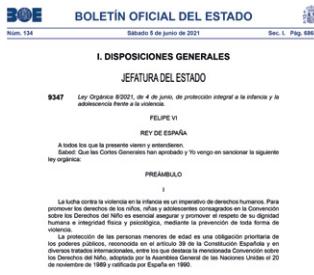 BOE
BOLETÍN OFICIAL DEL ESTADO
Núm. 134
Sábado 5 de junio de 2021
Sec. I. Pág. 686
I. DISPOSICIONES GENERALES
JEFATURA DEL ESTADO
9347
Ley Orgánica 8/2021, de 4 de junio, de protección integral a la infancia y la
adolescencia frente a la violencia.
FELIPE VI
REY DE ESPAÑA
A todos los que la presente vieren y entendieren.
Sabed: Que las Cortes Generales han aprobado y Yo vengo en sancionar la siguiente
ley orgánica:
PREÁMBULO
I
La lucha contra la violencia en la infancia es un imperativo de derechos humanos. Para
promover los derechos de los niños, niñas y adolescentes consagrados en la Convención
sobre los Derechos del Niño es esencial asegurar y promover el respeto de su dignidad
humana e integridad física y psicológica, mediante la prevención de toda forma de
violencia.
La protección de las personas menores de edad es una obligación prioritaria de
los poderes públicos, reconocida en el artículo 39 de la Constitución Española y en
diversos tratados internacionales, entre los que destaca la mencionada Convención sobre
los Derechos del Niño, adoptada por la Asamblea General de las Naciones Unidas el 20
de noviembre de 1989 y ratificada por España en 1990.